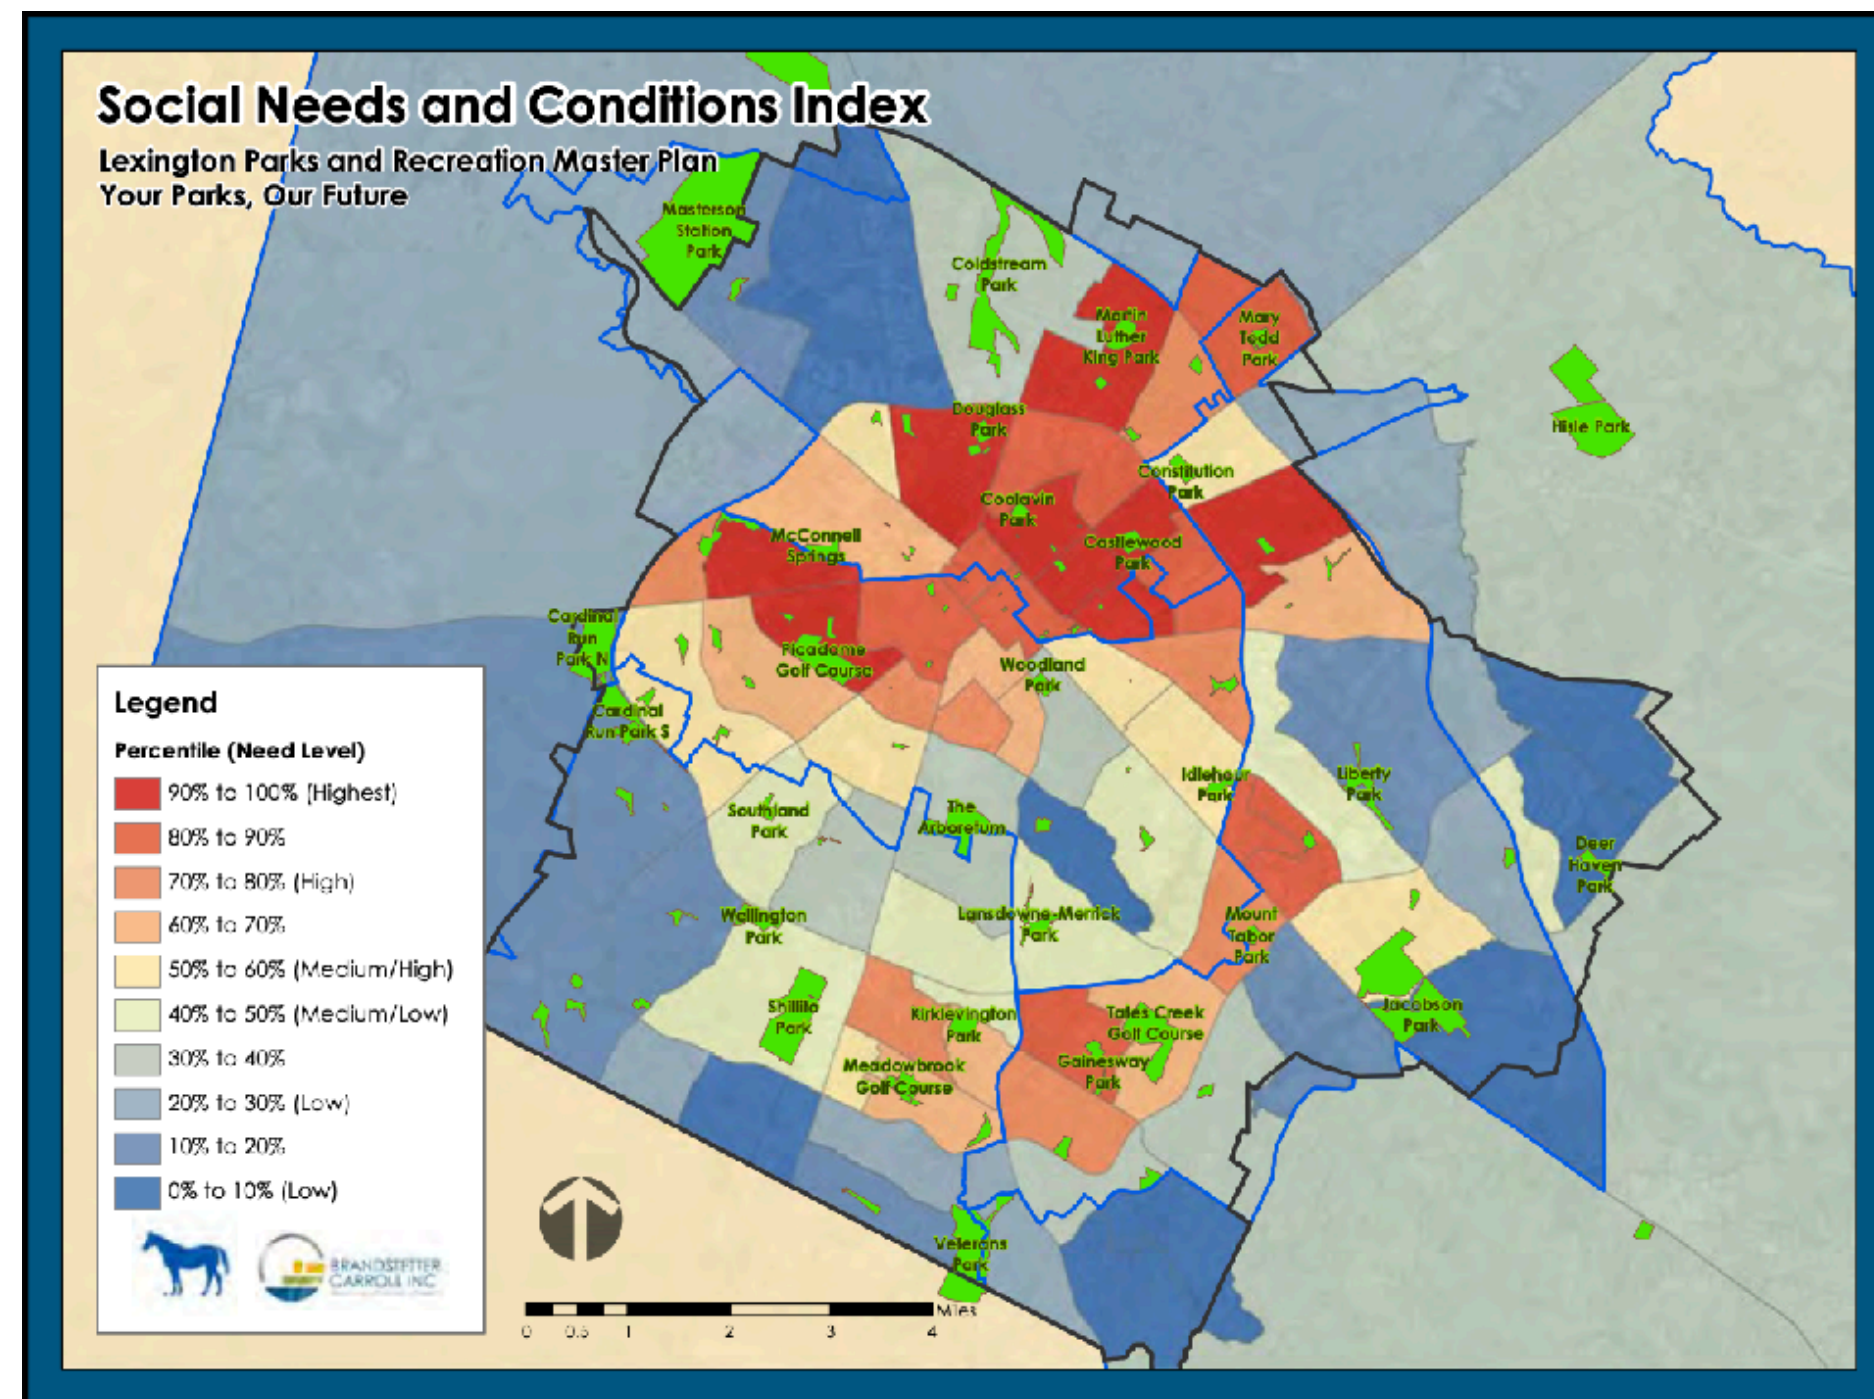 Social Needs and Conditions Index
Lexington Parks and Recreation Master Plan
Your Parks, Our Future
Masterson
Station
Park
Coldstream
Park
Martin
Luther
King Park
Mary
Todd
Park
Douglass
Park
Hisle Park
Constitution
Park
Coolavin
Park
McConnell
Springs
Castlewood
Park
Cardinal
Run
Park N
Picadome
Golf Course
Woodland
Park
Cardinal
Run Park S
Idlehour
Park
Liberty
Park
Southland
Park
The
Arboretum
Deer
Haven
Park
Wellington
Park
Lansdowne-Merrick
Park
Mount
Tabor
Park
Shillito
Park
Kirklevington
Park
Tates Creek
Golf Course
Jacobson
Park
Meadowbrook
Golf Course
Gainesway
Park
Veterans
Park
Legend
Percentile (Need Level)
90% to 100% (Highest)
80% to 90%
70% to 80% (High)
60% to 70%
50% to 60% (Medium/High)
40% to 50% (Medium/Low)
30% to 40%
20% to 30% (Low)
10% to 20%
0% to 10% (Low)
BRANDSTETTER
CARROLL INC
Miles
0 0.5 1 2 3 4